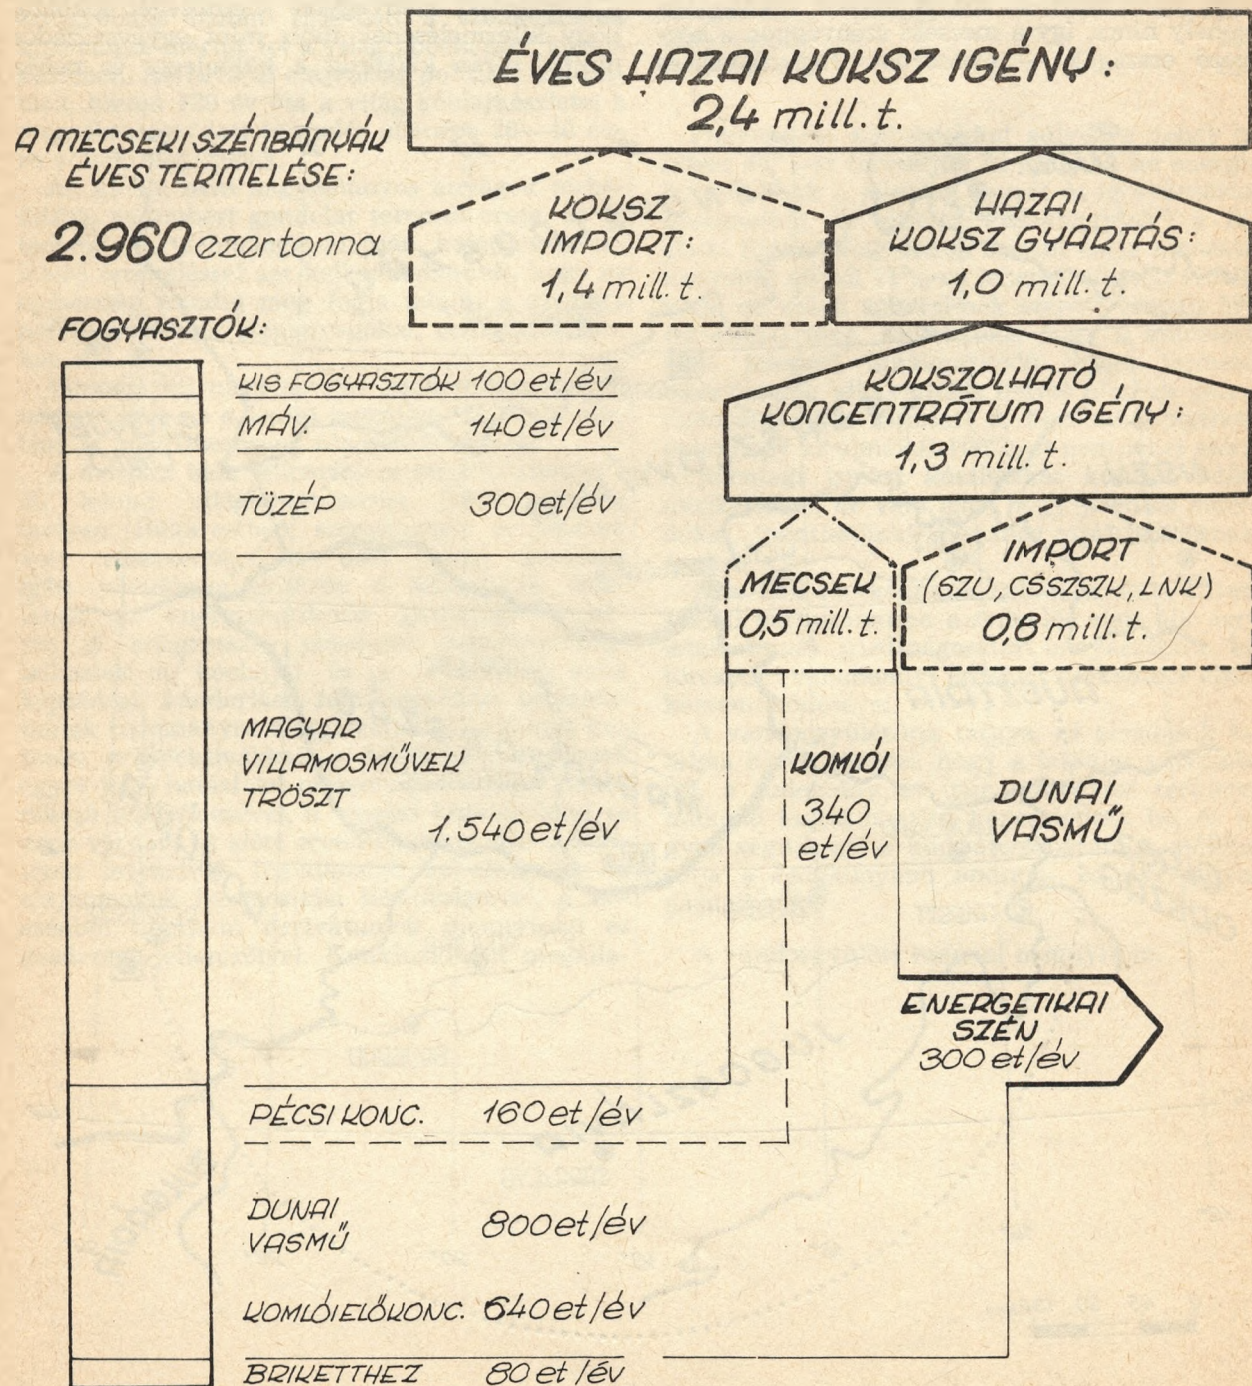 ÉVES HAZAI KOKSZ IGÉNY:
2,4 mill. t.
A MECSEKI SZÉNBÁNYÁK
ÉVES TERMELÉSE:
2.960 ezer tonna
KOKSZ
IMPORT:
1,4 mill. t.
HAZAI
KOKSZ GYÁRTÁS:
1,0 mill. t.
FOGYASZTÓK:
KIS FOGYASZTÓK 100 et/év
MÁV. 140 et/év
TÜZÉP 300 et/év
KOKSZOLHATÓ
KONCENTRÁTUM IGÉNY:
1,3 mill. t.
MECSEK
0,5 mill. t.
IMPORT
(SZU, CSSZSZK, LNK)
0,8 mill. t.
MAGYAR
VILLAMOSMŰVEK
TRÖSZT
1.540 et/év
KOMLÓI
340
et/év
DUNAI
VASMŰ
ENERGETIKAI
SZÉN
300 et/év
PÉCSI KONC. 160 et/év
DUNAI
VASMŰ 800 et/év
KOMLÓI ELŐKONC. 640 et/év
BRIKETTHEZ 80 et/év